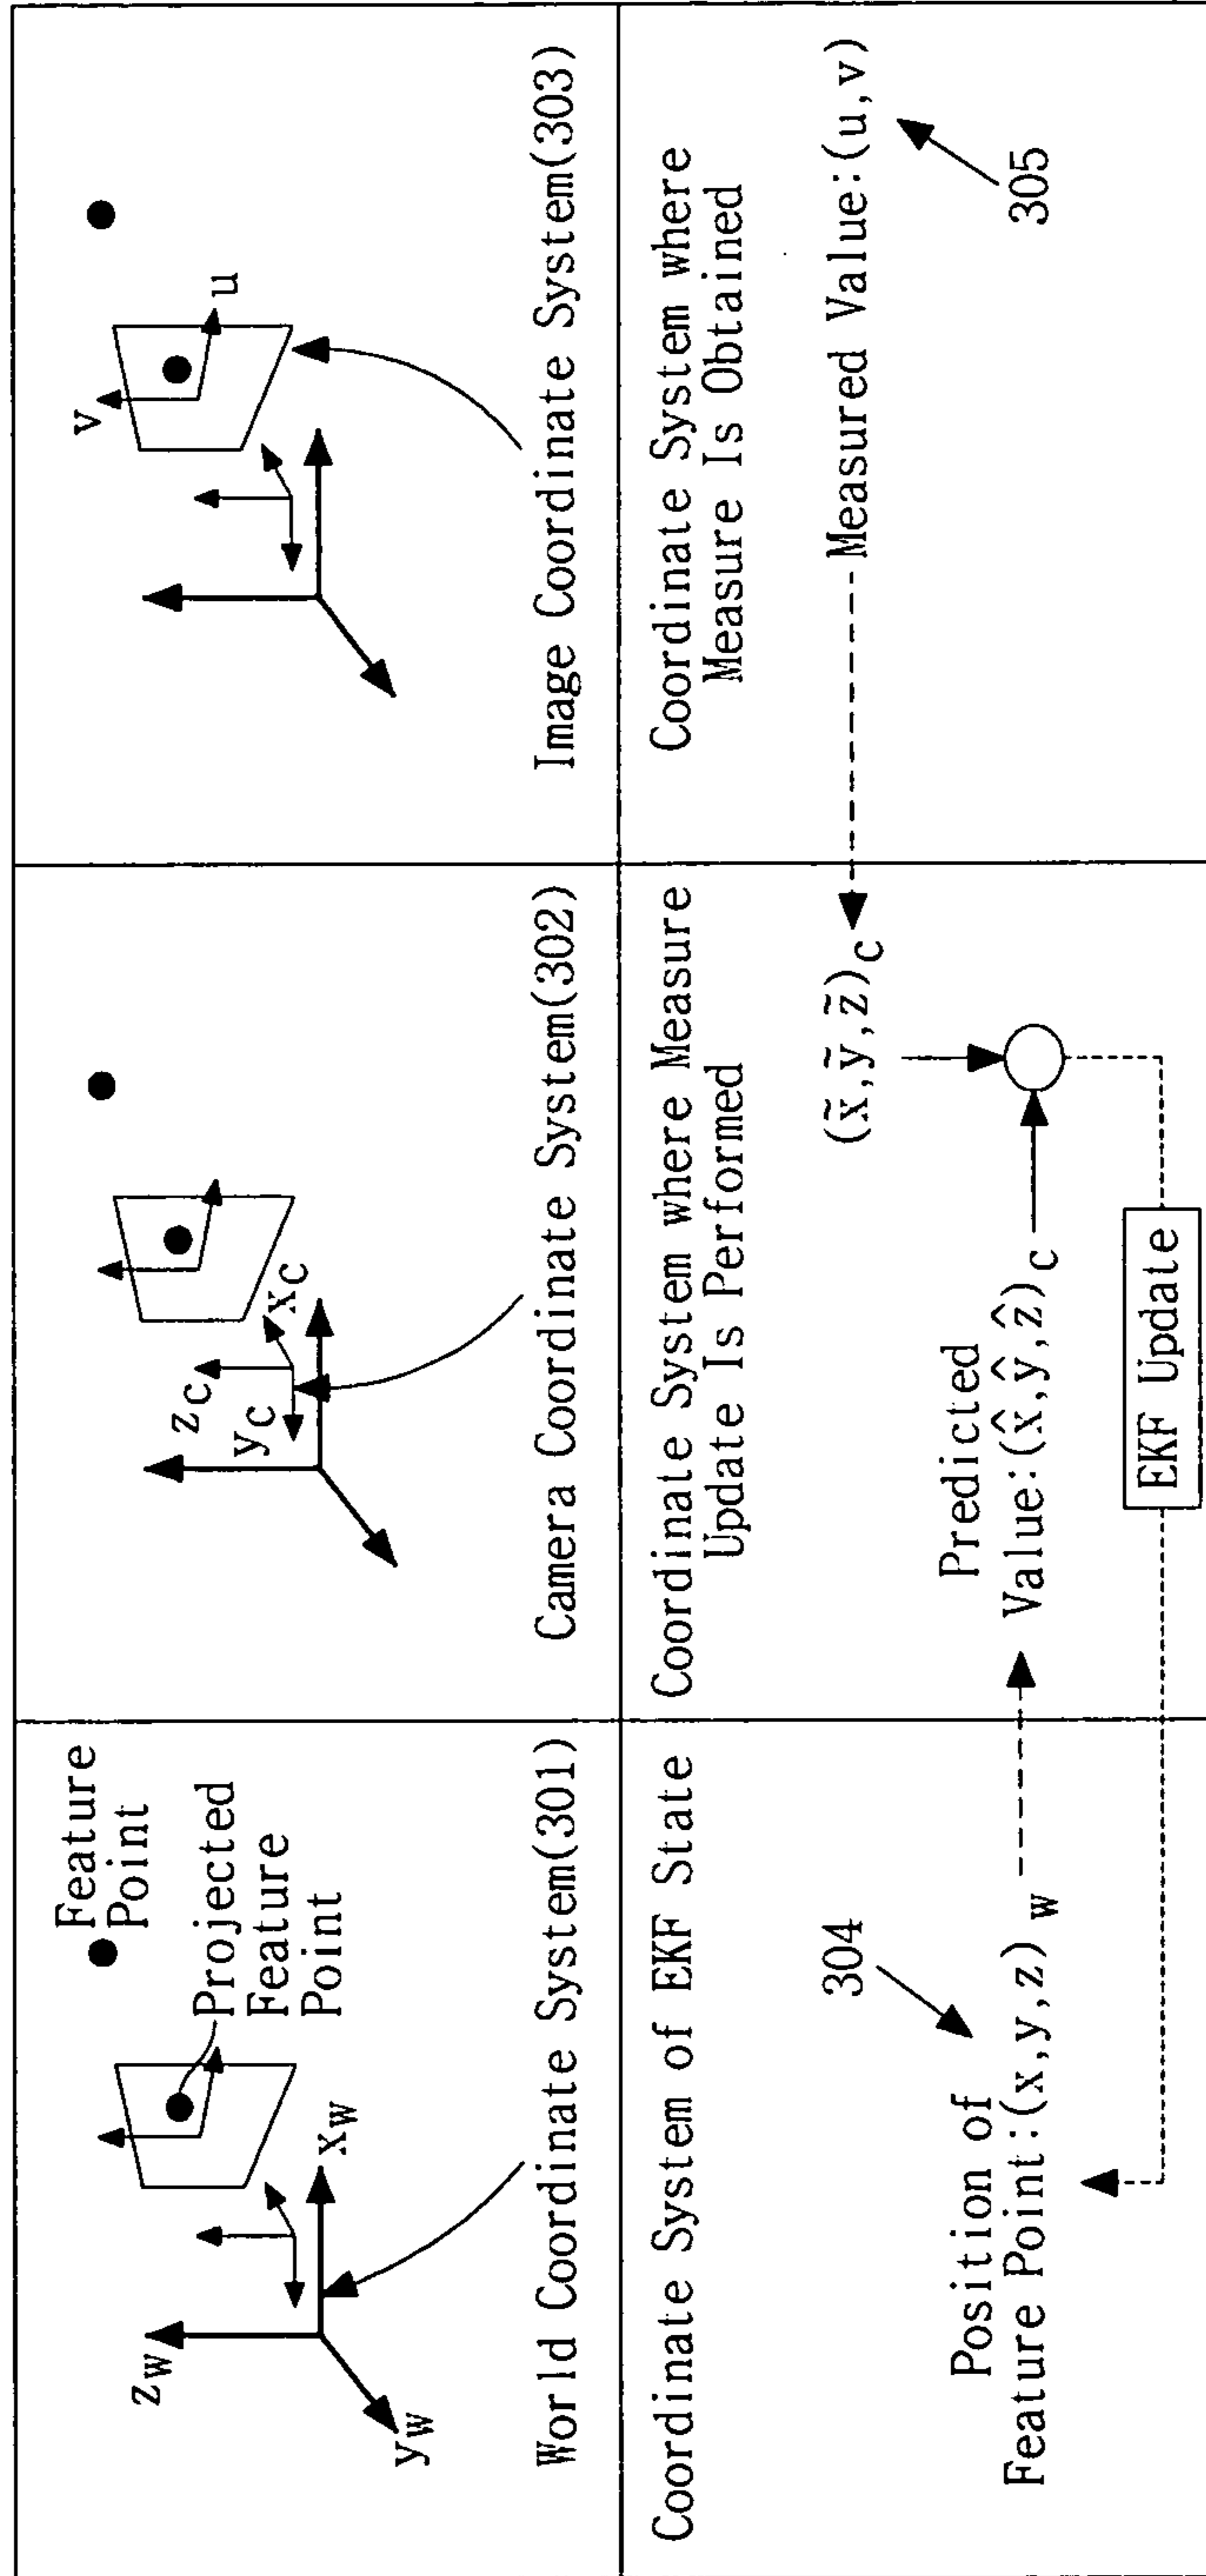 Feature
Point
Projected
Feature
Point
z_W
x_W
y_W
World Coordinate System(301)
z_C
y_C
x_C
Camera Coordinate System(302)
v
u
Image Coordinate System(303)
Coordinate System of EKF State
304
Position of
Feature Point:(x,y,z)_W
Coordinate System where Measure
Update Is Performed
(x̃,ỹ,z̃)_C
Predicted
Value:(x̂,ŷ,ẑ)_C
EKF Update
Coordinate System where
Measure Is Obtained
Measured Value:(u,v)
305